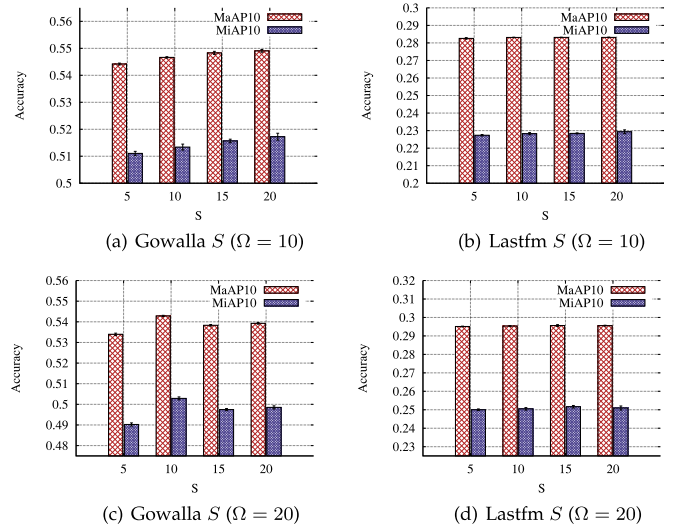 MaAP10
MiAP10
0.56
0.55
0.54
0.53
0.52
0.51
0.5
Accuracy
5 10 15 20
S
(a) Gowalla S (Ω = 10)
MaAP10
MiAP10
0.3
0.29
0.28
0.27
0.26
0.25
0.24
0.23
0.22
0.21
0.2
Accuracy
5 10 15 20
S
(b) Lastfm S (Ω = 10)
MaAP10
MiAP10
0.56
0.55
0.54
0.53
0.52
0.51
0.5
0.49
0.48
Accuracy
5 10 15 20
S
(c) Gowalla S (Ω = 20)
MaAP10
MiAP10
0.32
0.31
0.3
0.29
0.28
0.27
0.26
0.25
0.24
0.23
Accuracy
5 10 15 20
S
(d) Lastfm S (Ω = 20)